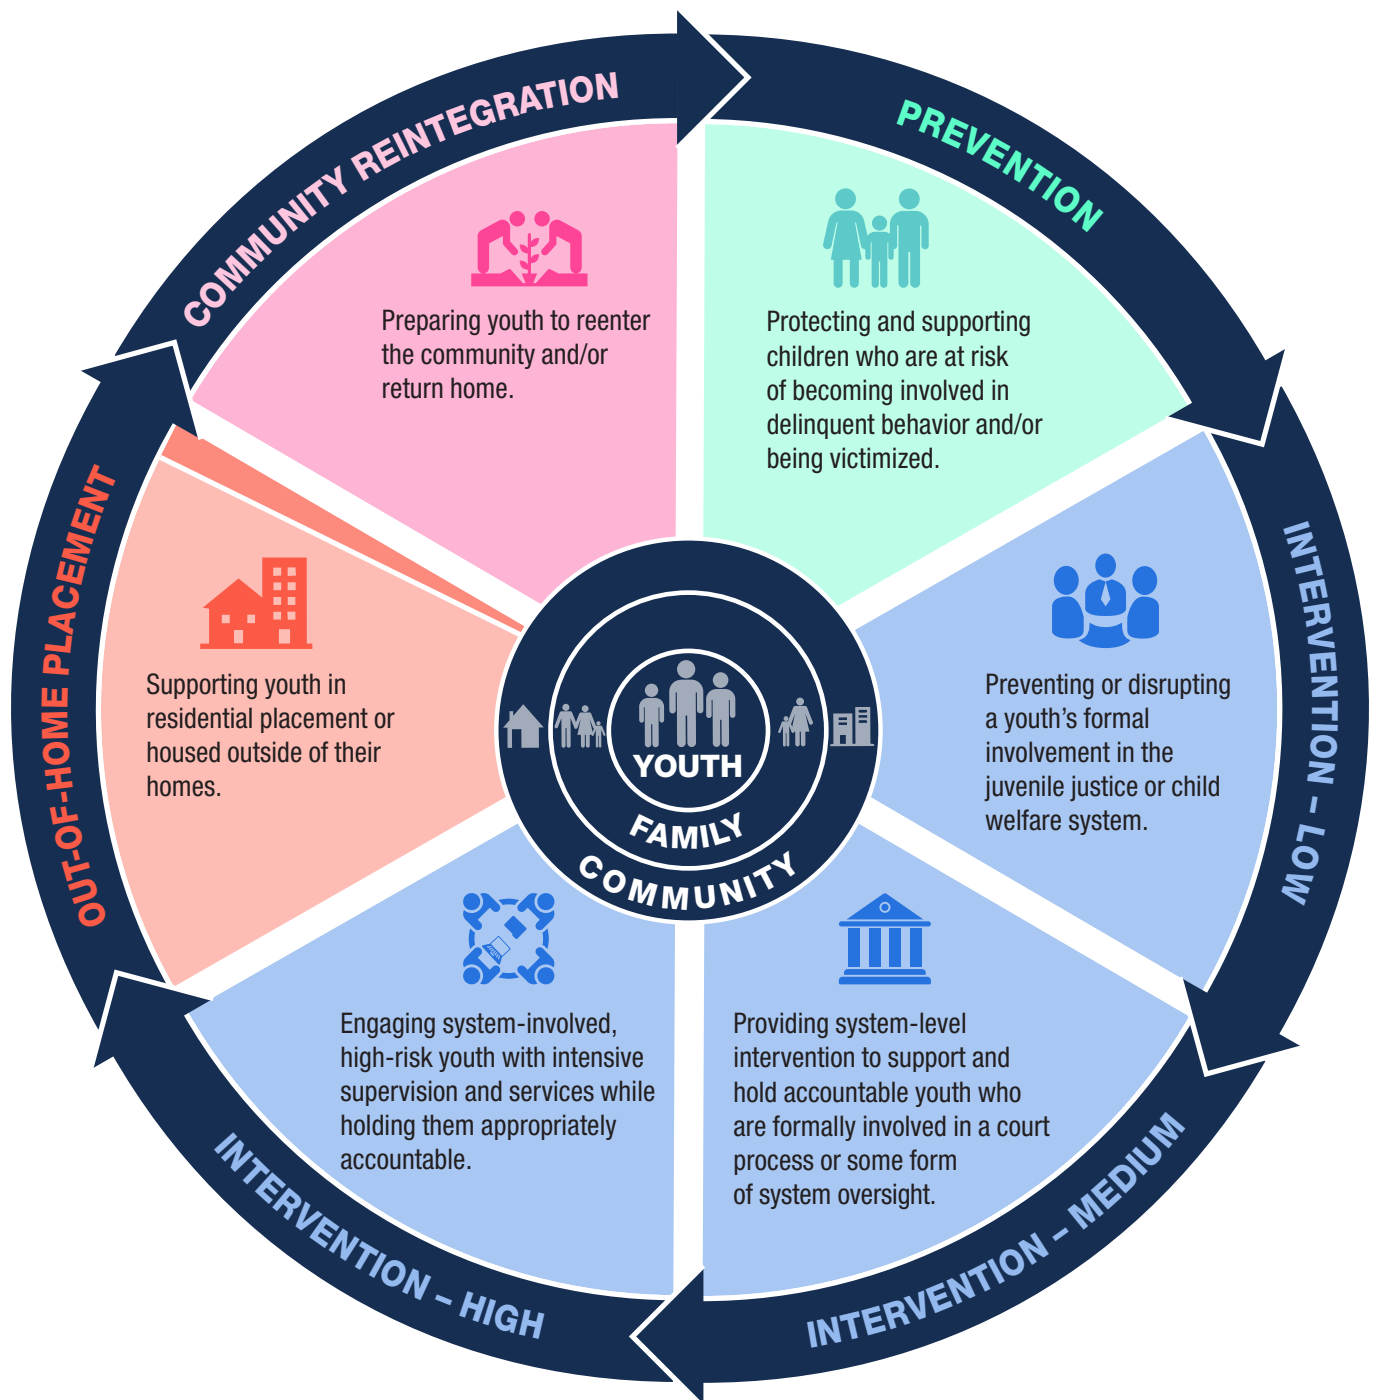 COMMUNITY REINTEGRATION
Preparing youth to reenter
the community and/or
return home.
PREVENTION
Protecting and supporting
children who are at risk
of becoming involved in
delinquent behavior and/or
being victimized.
INTERVENTION – LOW
Preventing or disrupting
a youth’s formal
involvement in the
juvenile justice or child
welfare system.
INTERVENTION – MEDIUM
Providing system-level
intervention to support and
hold accountable youth who
are formally involved in a court
process or some form
of system oversight.
INTERVENTION – HIGH
Engaging system-involved,
high-risk youth with intensive
supervision and services while
holding them appropriately
accountable.
OUT-OF-HOME PLACEMENT
Supporting youth in
residential placement or
housed outside of their
homes.
YOUTH
FAMILY
COMMUNITY